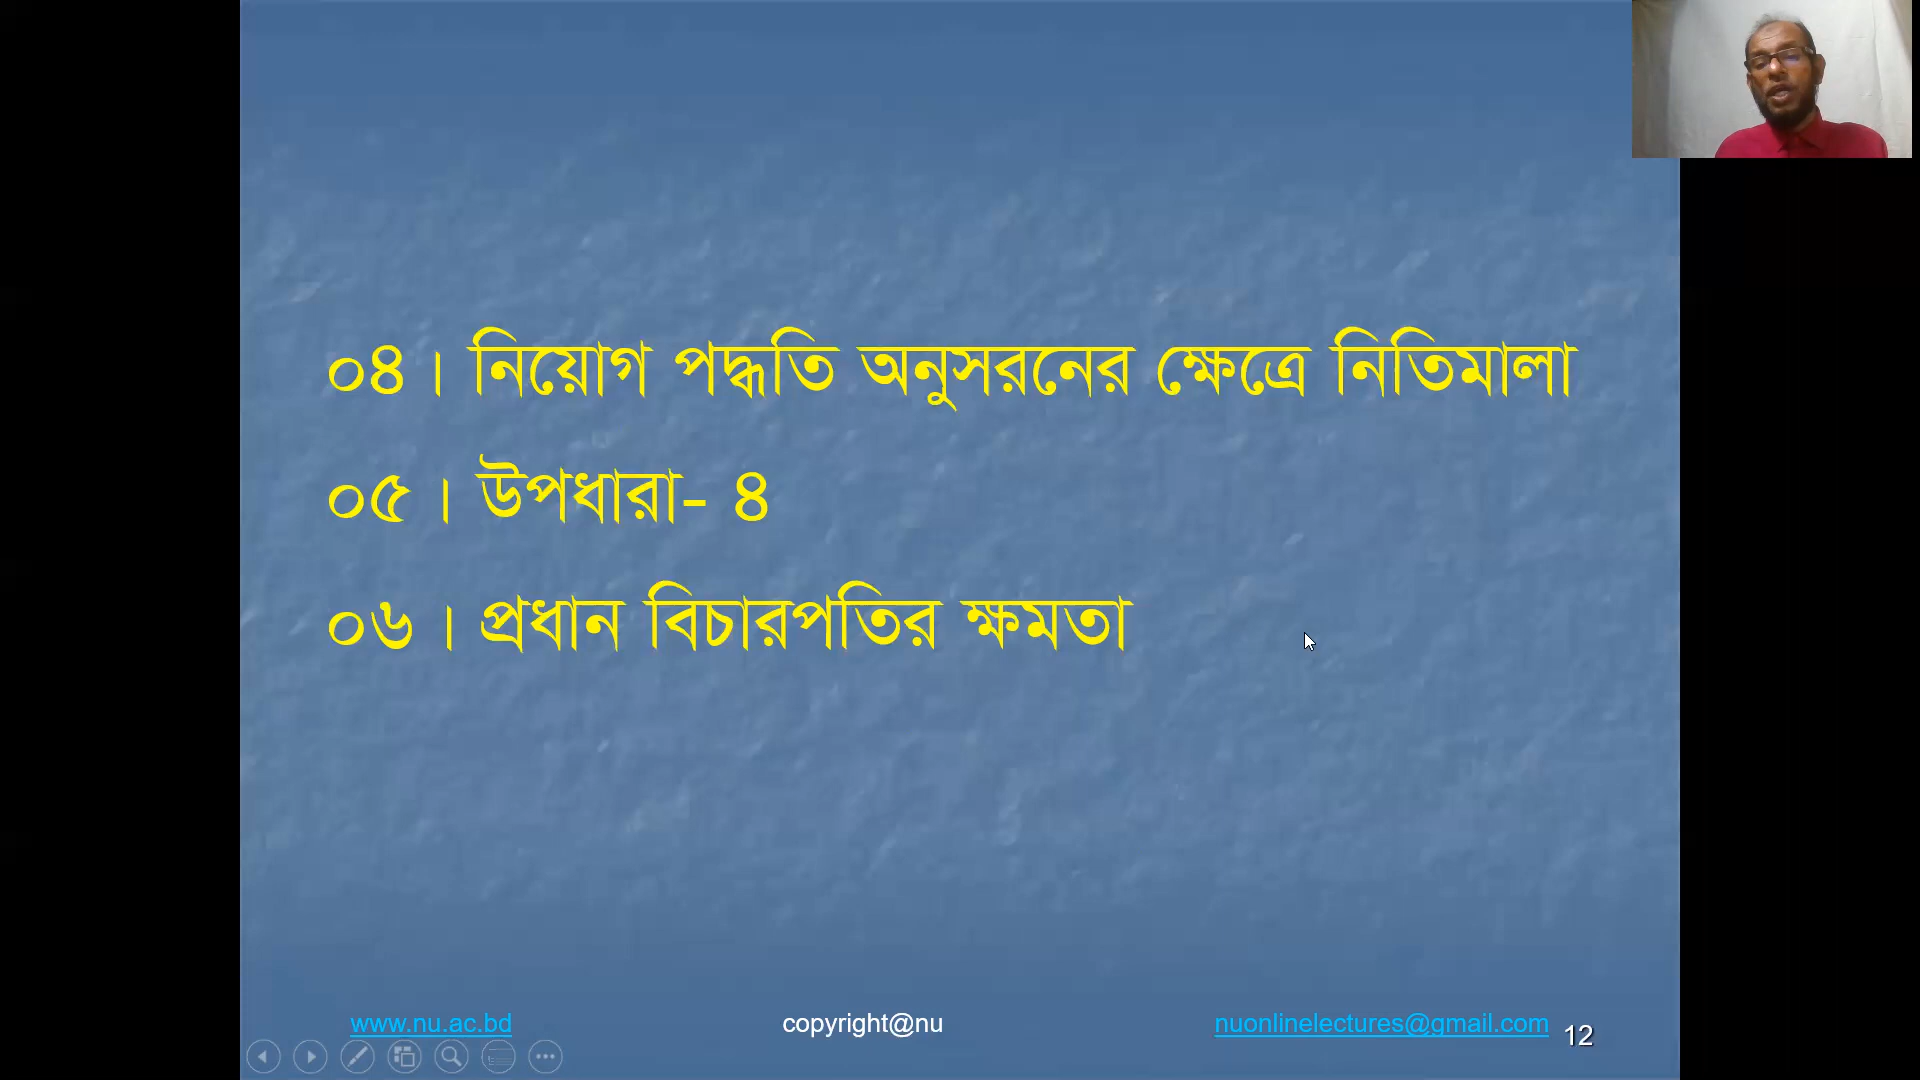 ০৪। নিয়োগ পদ্ধতি অনুসরনের ক্ষেত্রে নিতিমালা
০৫। উপধারা- ৪
০৬। প্রধান বিচারপতির ক্ষমতা
www.nu.ac.bd copyright@nu nuonlinelectures@gmail.com 12